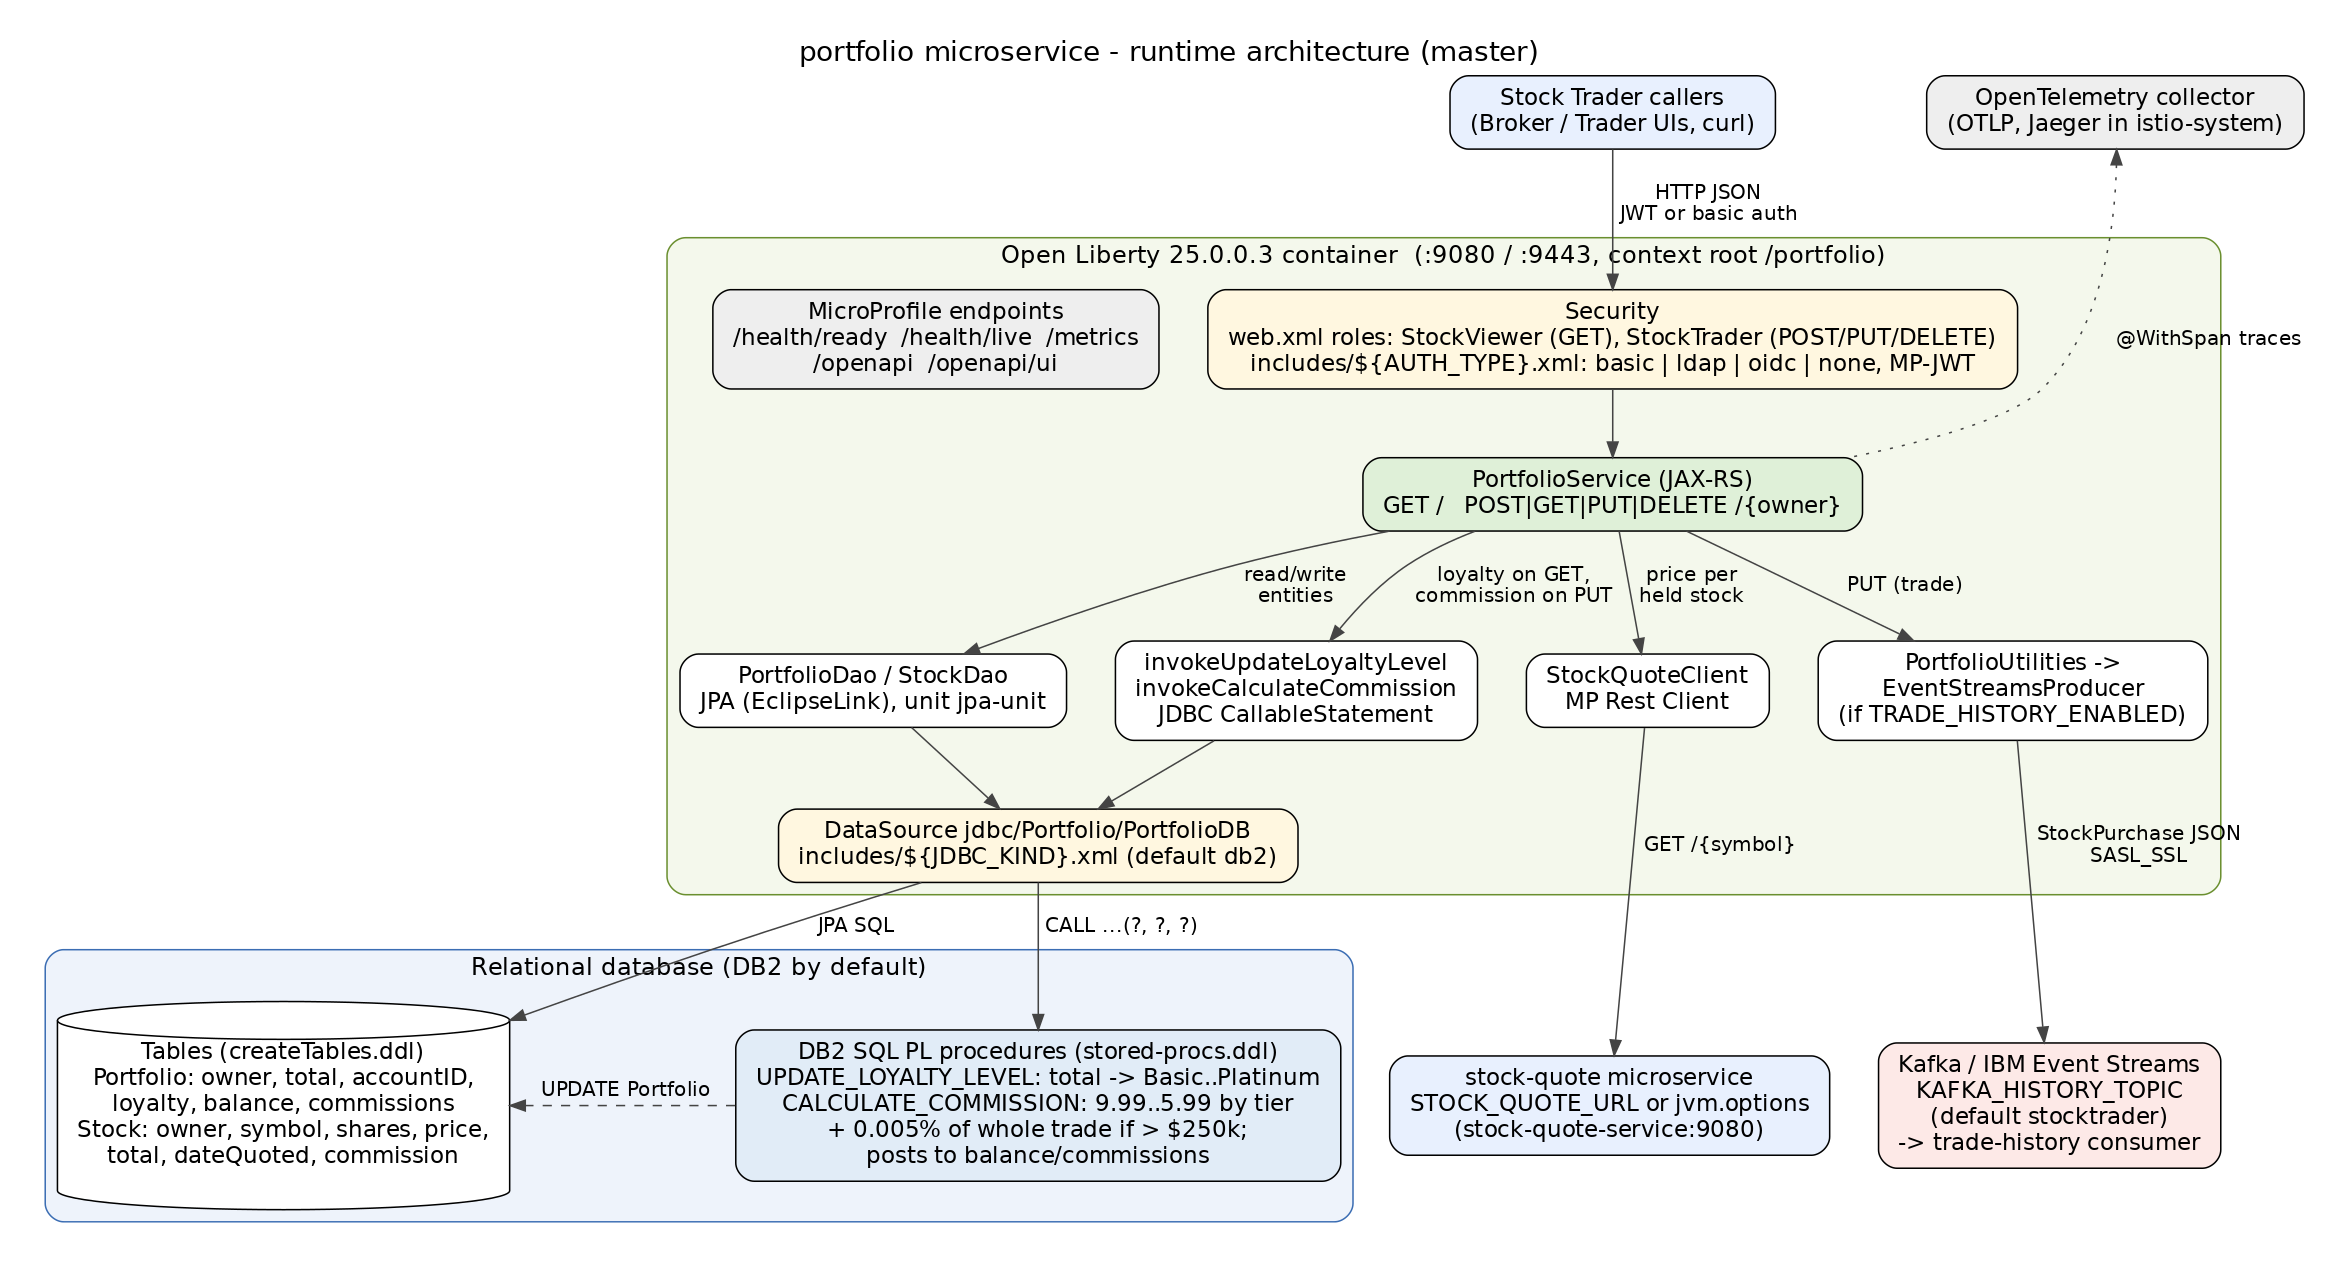 portfolio microservice - runtime architecture (master)
Stock Trader callers
(Broker / Trader UIs, curl)
OpenTelemetry collector
(OTLP, Jaeger in istio-system)
HTTP JSON
JWT or basic auth
Open Liberty 25.0.0.3 container  (:9080 / :9443, context root /portfolio)
MicroProfile endpoints
/health/ready  /health/live  /metrics
/openapi  /openapi/ui
Security
web.xml roles: StockViewer (GET), StockTrader (POST/PUT/DELETE)
includes/${AUTH_TYPE}.xml: basic | ldap | oidc | none, MP-JWT
@WithSpan traces
PortfolioService (JAX-RS)
GET /   POST|GET|PUT|DELETE /{owner}
read/write
entities
loyalty on GET,
commission on PUT
price per
held stock
PUT (trade)
PortfolioDao / StockDao
JPA (EclipseLink), unit jpa-unit
invokeUpdateLoyaltyLevel
invokeCalculateCommission
JDBC CallableStatement
StockQuoteClient
MP Rest Client
PortfolioUtilities ->
EventStreamsProducer
(if TRADE_HISTORY_ENABLED)
DataSource jdbc/Portfolio/PortfolioDB
includes/${JDBC_KIND}.xml (default db2)
GET /{symbol}
StockPurchase JSON
SASL_SSL
JPA SQL
CALL ...(?, ?, ?)
Relational database (DB2 by default)
Tables (createTables.ddl)
Portfolio: owner, total, accountID,
loyalty, balance, commissions
Stock: owner, symbol, shares, price,
total, dateQuoted, commission
UPDATE Portfolio
DB2 SQL PL procedures (stored-procs.ddl)
UPDATE_LOYALTY_LEVEL: total -> Basic..Platinum
CALCULATE_COMMISSION: 9.99..5.99 by tier
+ 0.005% of whole trade if > $250k;
posts to balance/commissions
stock-quote microservice
STOCK_QUOTE_URL or jvm.options
(stock-quote-service:9080)
Kafka / IBM Event Streams
KAFKA_HISTORY_TOPIC
(default stocktrader)
-> trade-history consumer